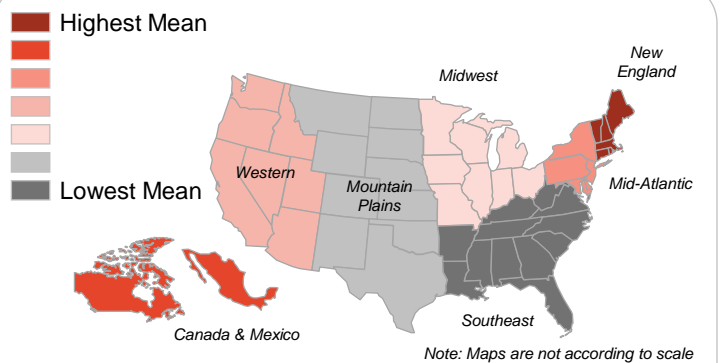 Highest Mean
New
England
Midwest
Western
Mountain
Plains
Mid-Atlantic
Lowest Mean
Southeast
Canada & Mexico
Note: Maps are not according to scale